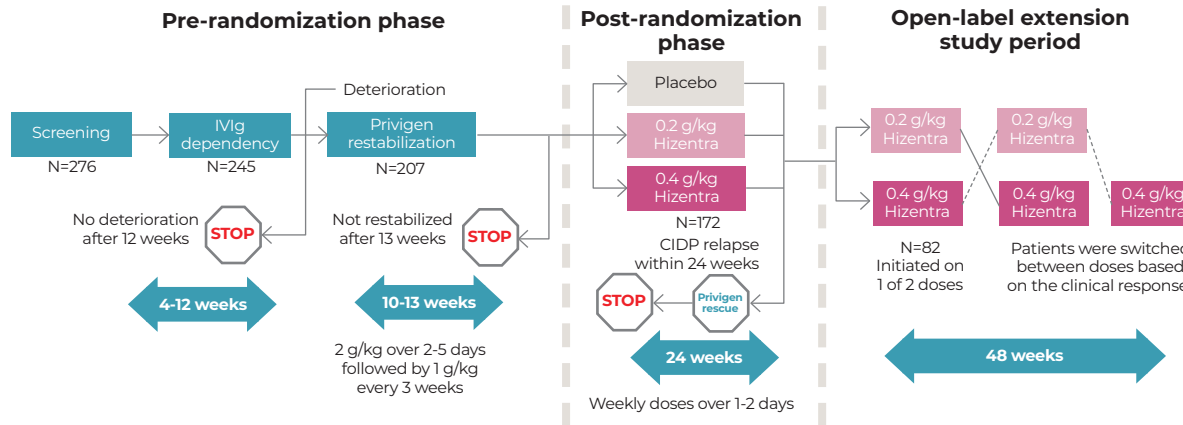 Pre-randomization phase
Post-randomization
phase
Open-label extension
study period
Deterioration
Screening
N=276
IVIg
dependency
N=245
Privigen
restabilization
N=207
No deterioration
after 12 weeks
STOP
Not restabilized
after 13 weeks
STOP
4-12 weeks
10-13 weeks
2 g/kg over 2-5 days
followed by 1 g/kg
every 3 weeks
Placebo
0.2 g/kg
Hizentra
0.4 g/kg
Hizentra
N=172
CIDP relapse
within 24 weeks
STOP
Privigen
rescue
24 weeks
Weekly doses over 1-2 days
0.2 g/kg
Hizentra
0.2 g/kg
Hizentra
0.4 g/kg
Hizentra
0.4 g/kg
Hizentra
0.4 g/kg
Hizentra
N=82
Initiated on
1 of 2 doses
Patients were switched
between doses based
on the clinical response
48 weeks